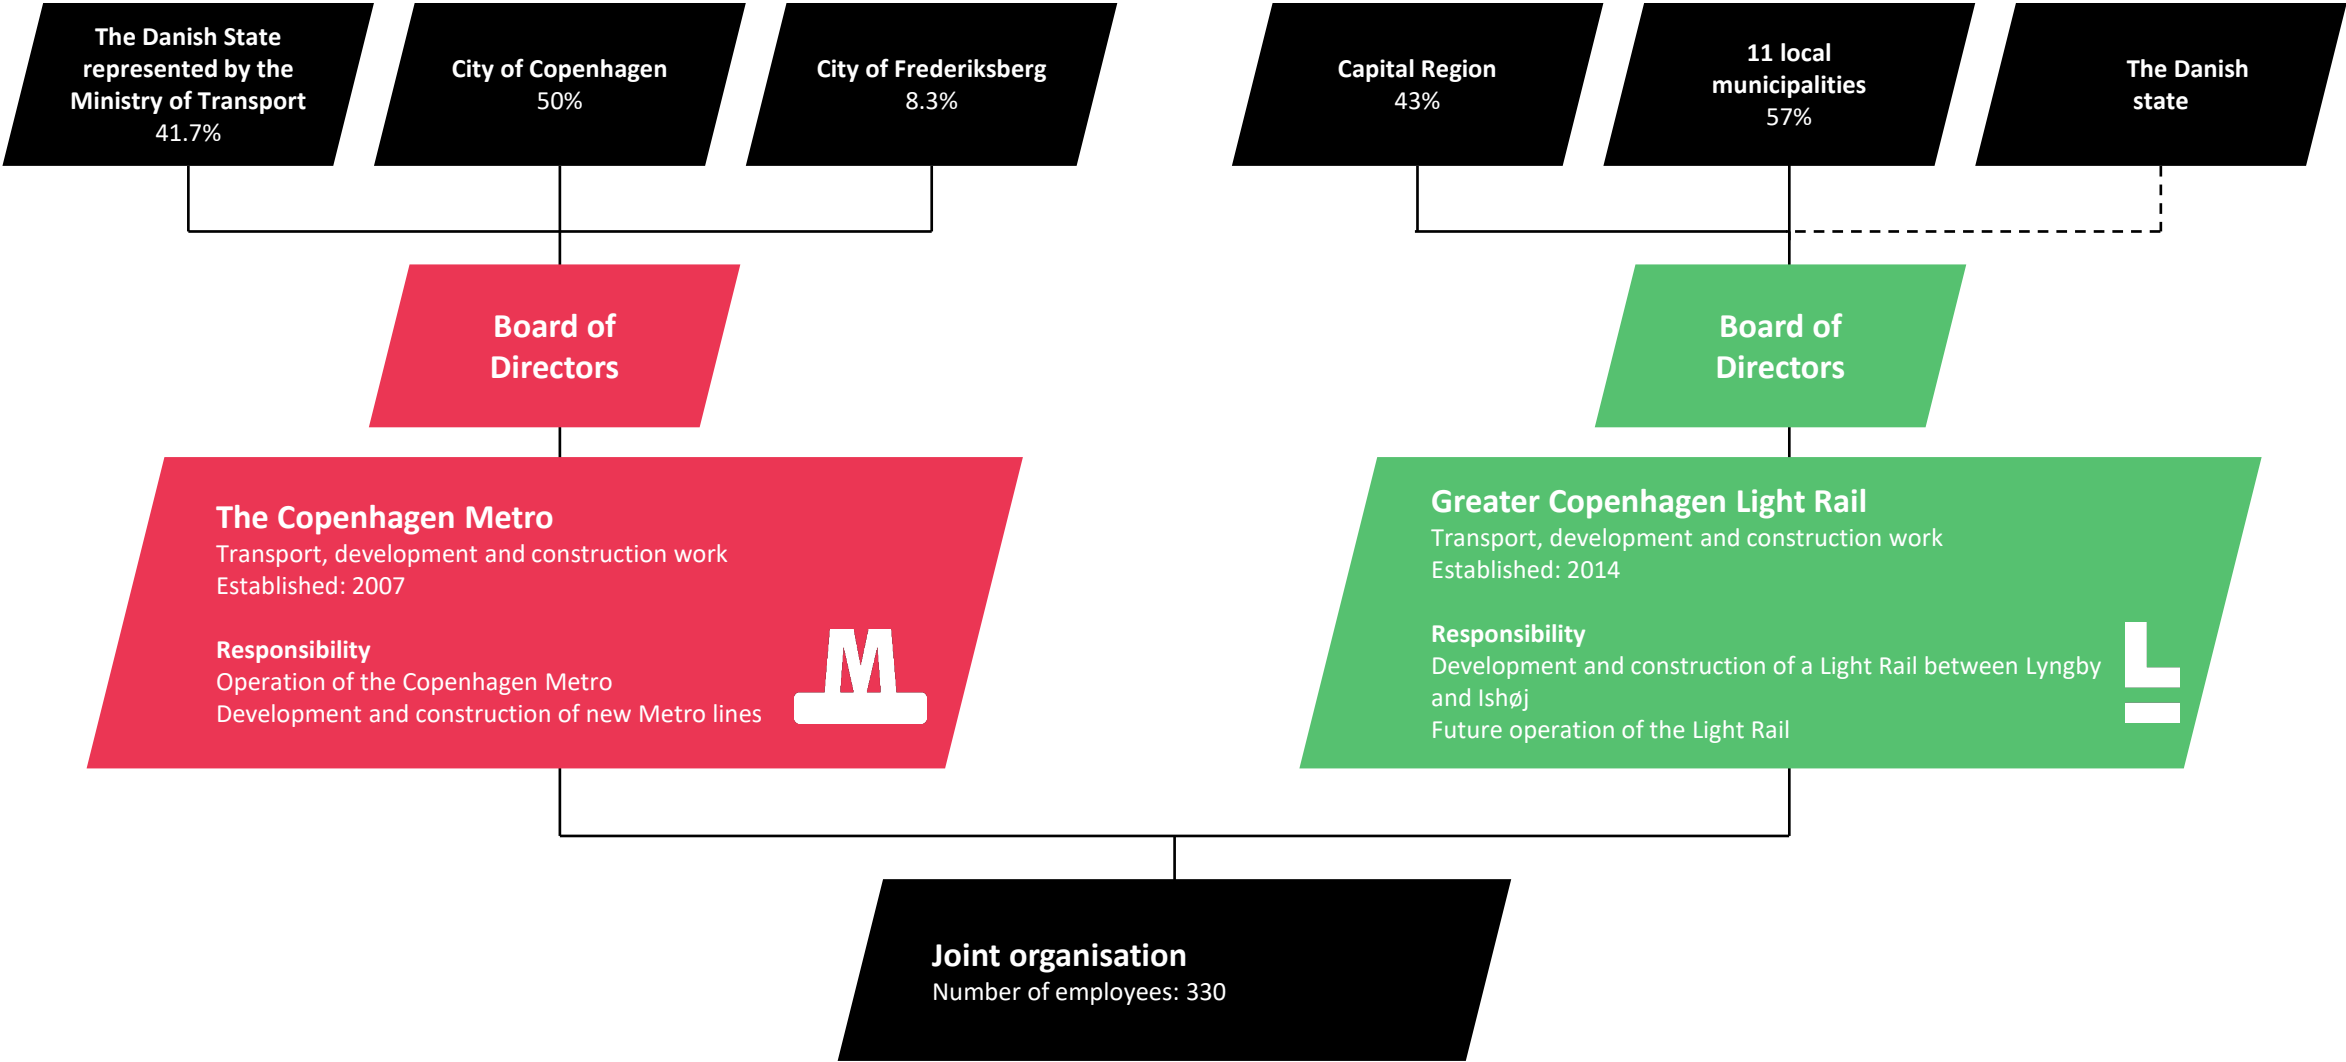 The Danish State
represented by the
Ministry of Transport
41.7%
City of Copenhagen
50%
City of Frederiksberg
8.3%
Capital Region
43%
11 local
municipalities
57%
The Danish
state
Board of
Directors
Board of
Directors
The Copenhagen Metro
Transport, development and construction work
Established: 2007
Responsibility
Operation of the Copenhagen Metro
Development and construction of new Metro lines
M
Greater Copenhagen Light Rail
Transport, development and construction work
Established: 2014
Responsibility
Development and construction of a Light Rail between Lyngby
and Ishøj
Future operation of the Light Rail
L
Joint organisation
Number of employees: 330